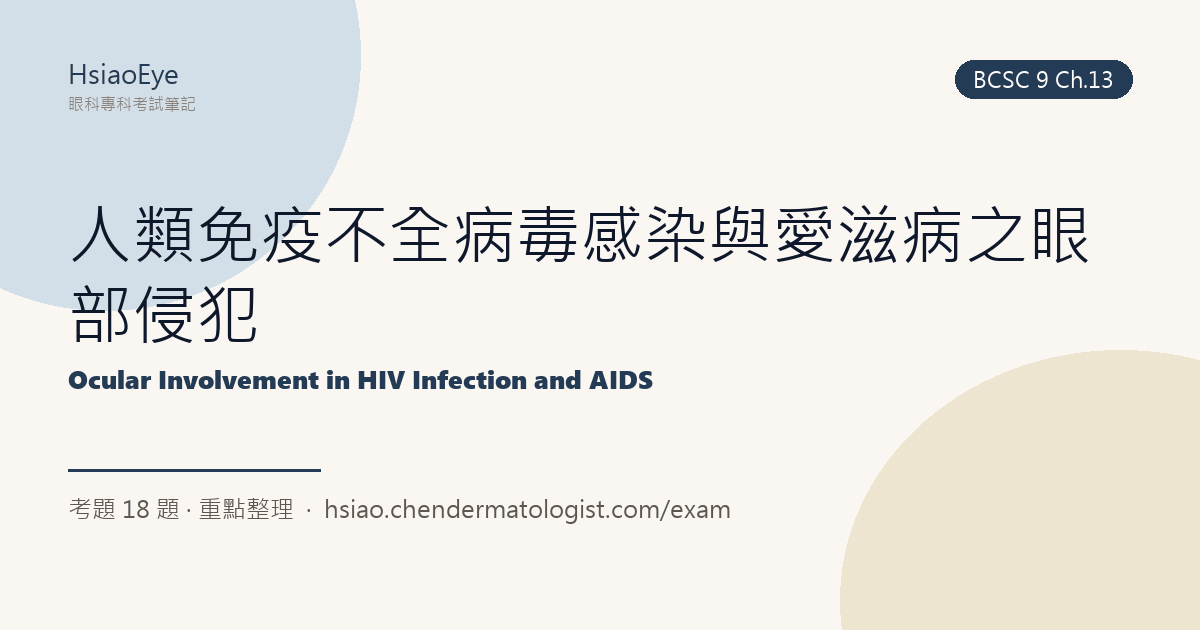 HsiaoEye
眼科專科考試筆記
BCSC 9 Ch.13
人類免疫不全病毒感染與愛滋病之眼
部侵犯
Ocular Involvement in HIV Infection and AIDS
考題 18 題 · 重點整理 · hsiao.chendermatologist.com/exam